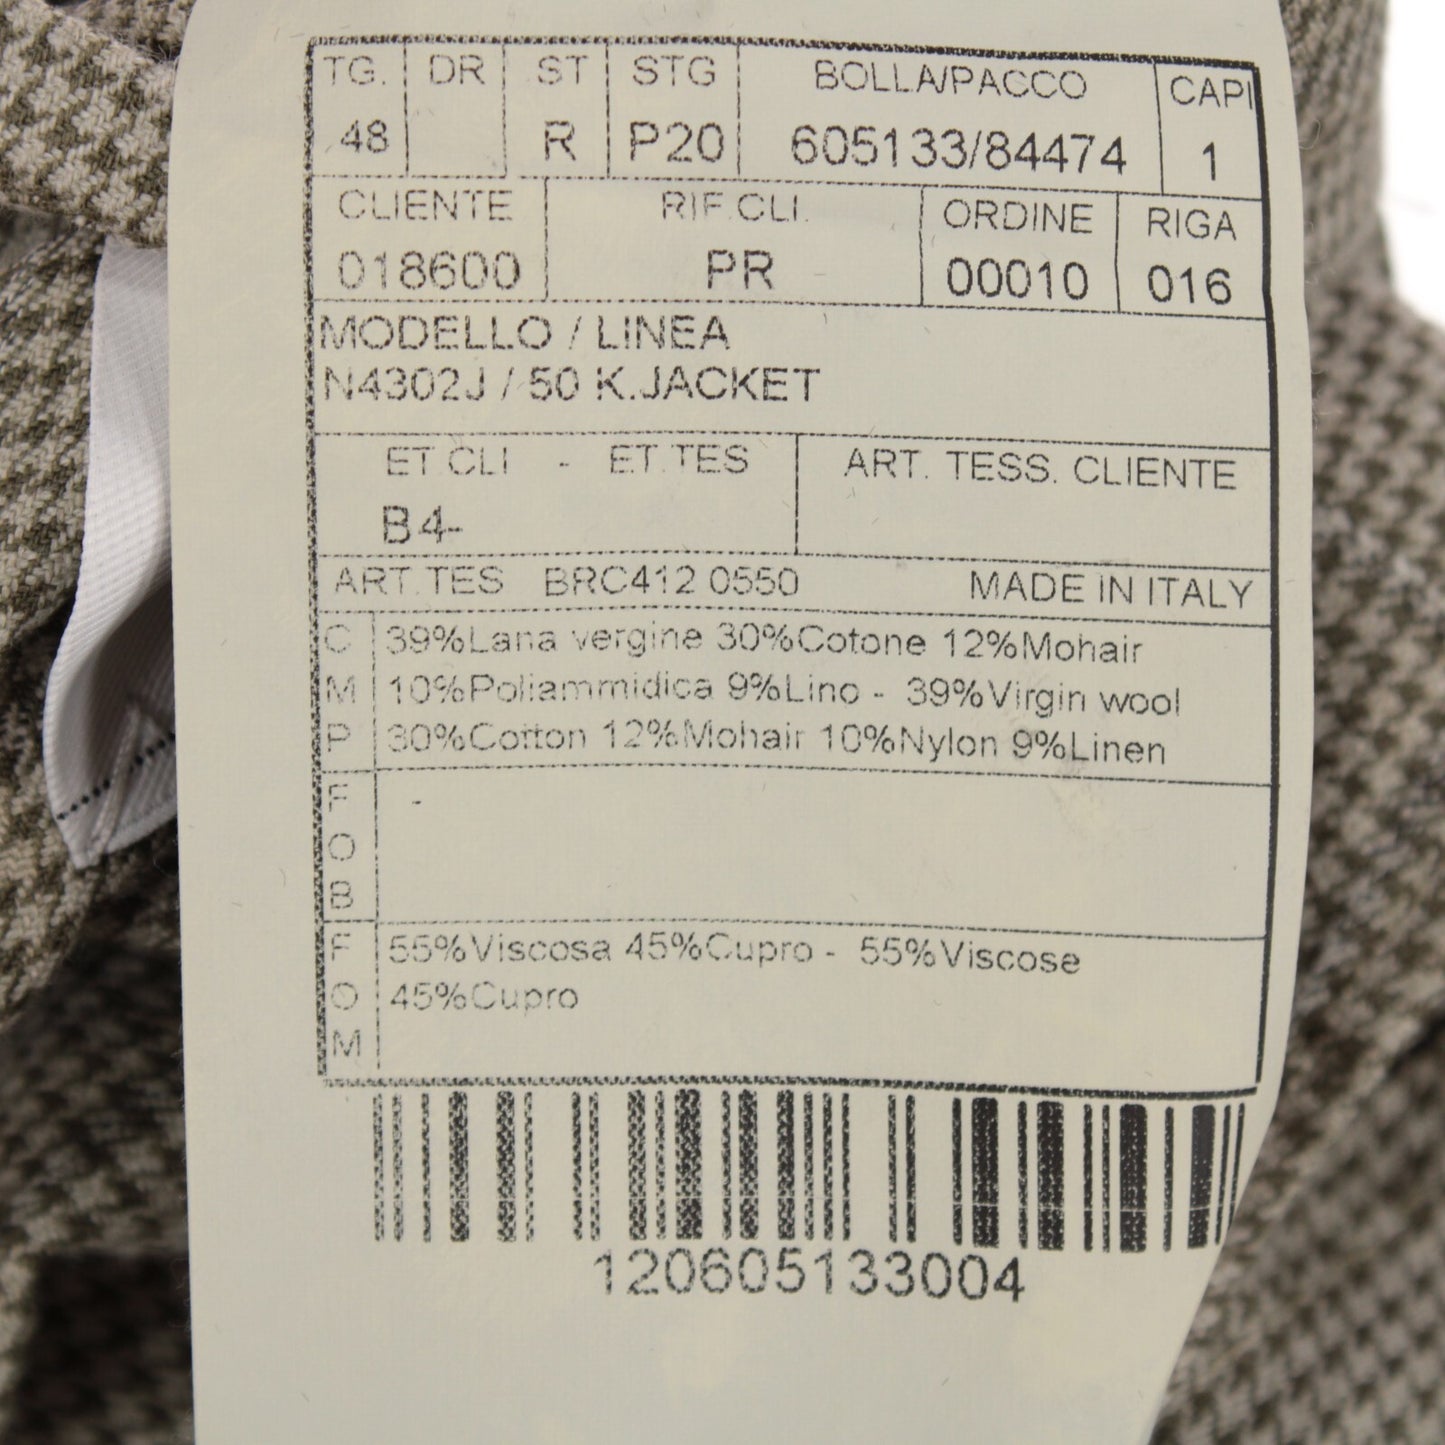 TG. DR ST STG BOLLA/PACCO CAPI
48 R P20 605133/84474 1
CLIENTE RIF.CLI. ORDINE RIGA
018600 PR 00010 016
MODELLO / LINEA
N4302J / 50 K.JACKET
ET.CLI - ET.TES ART. TESS. CLIENTE
B4-
ART.TES BRC412 0550 MADE IN ITALY
C 39%Lana vergine 30%Cotone 12%Mohair
M 10%Poliammidica 9%Lino - 39%Virgin wool
P 30%Cotton 12%Mohair 10%Nylon 9%Linen
F -
O
B
F 55%Viscosa 45%Cupro - 55%Viscose
O 45%Cupro
M
120605133004